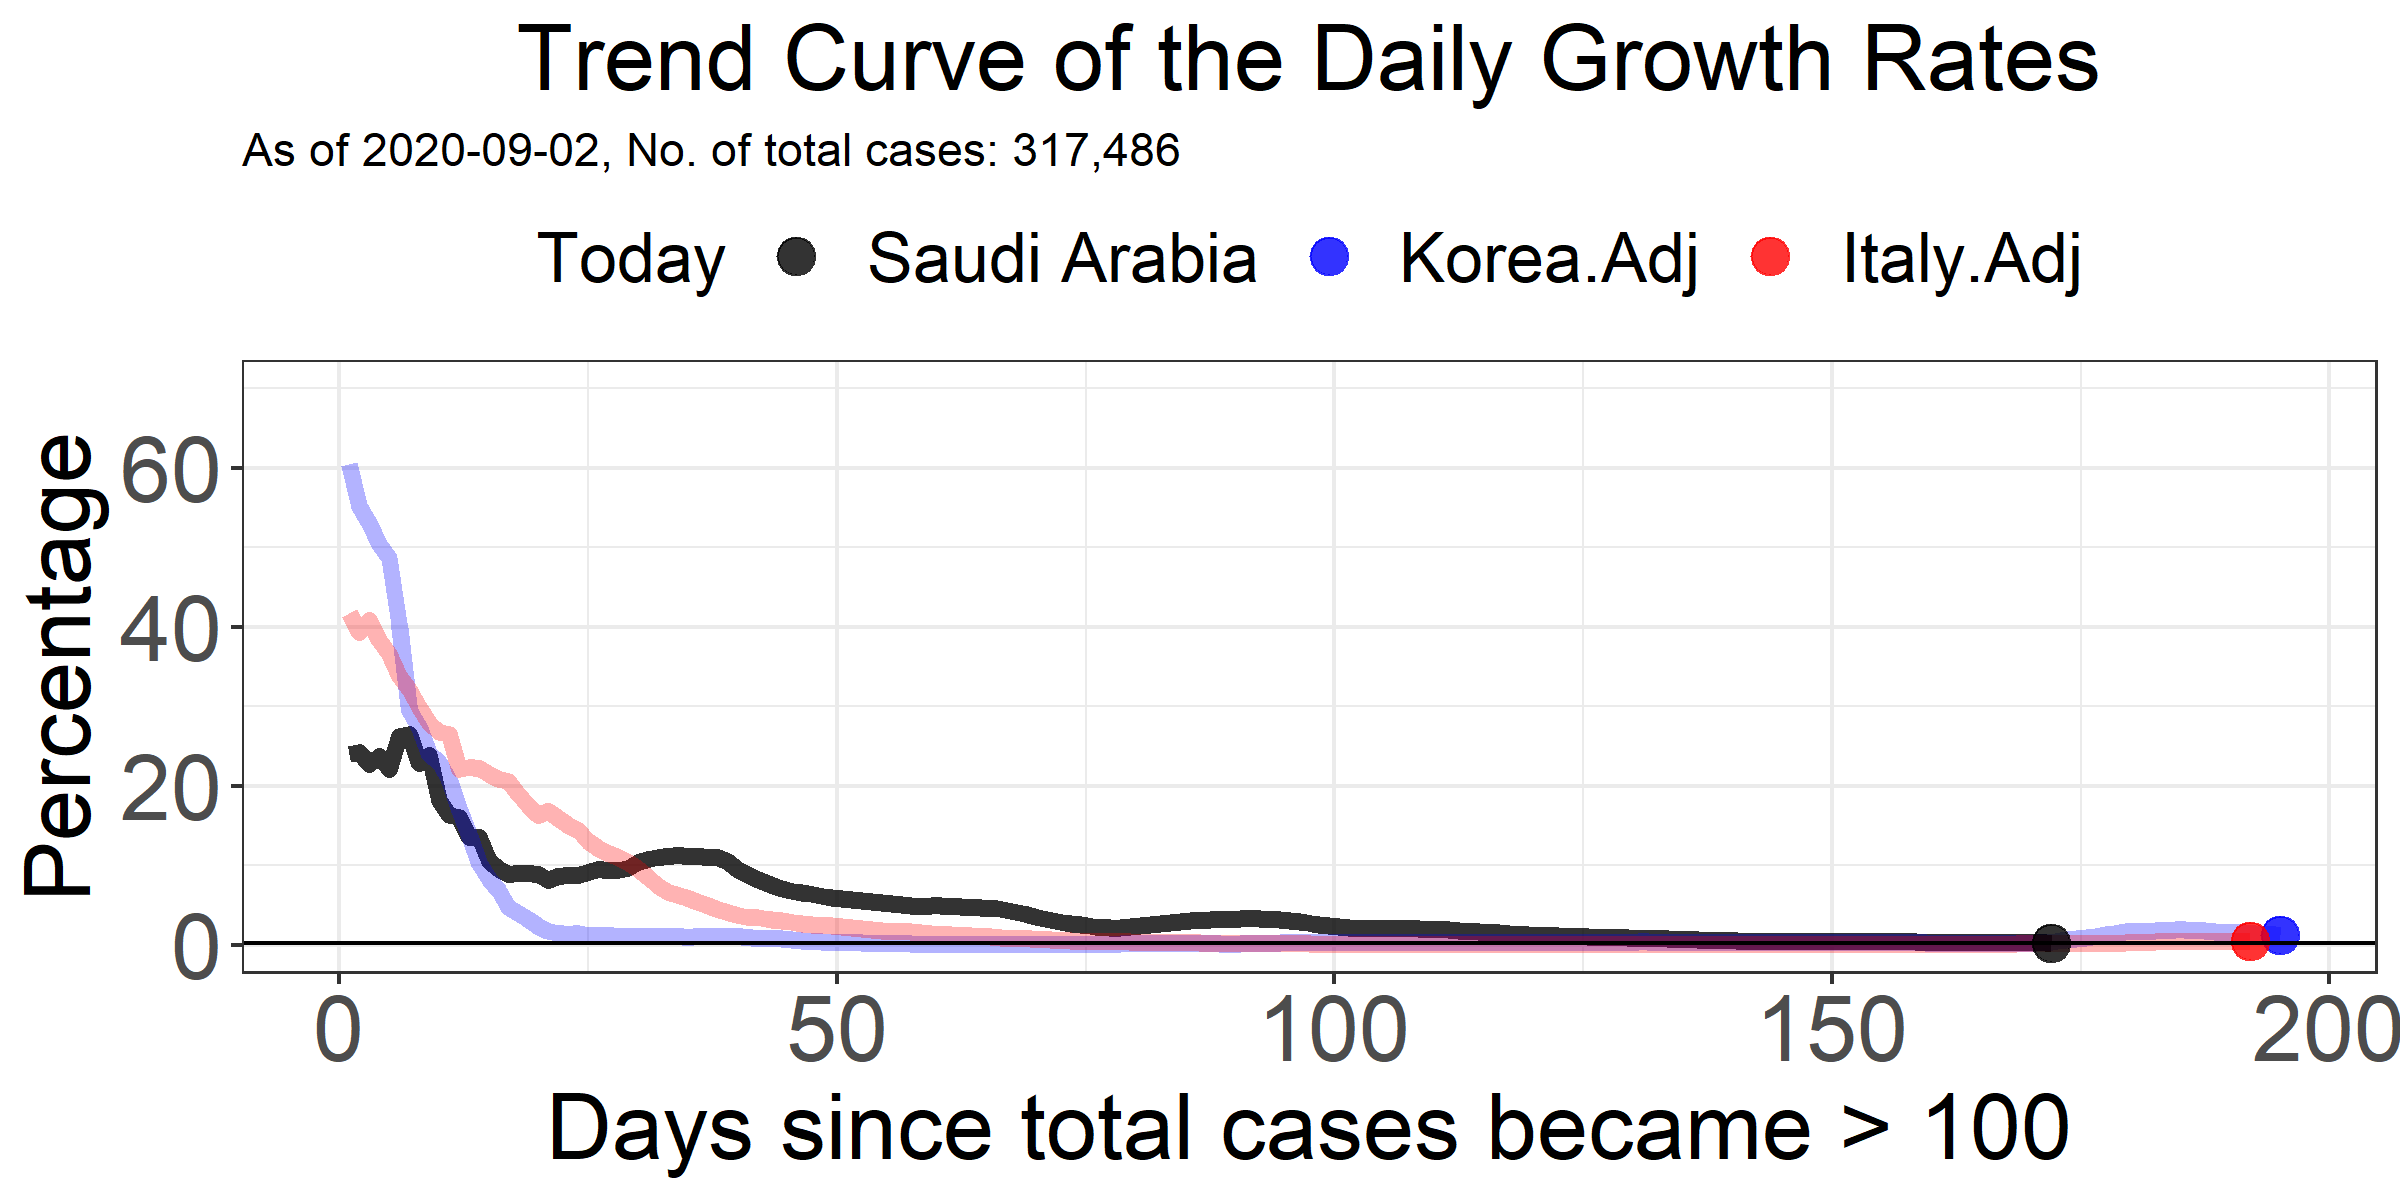 Trend Curve of the Daily Growth Rates
As of 2020-09-02, No. of total cases: 317,486
Today Saudi Arabia Korea.Adj Italy.Adj
Percentage
60
40
20
0
0 50 100 150 200
Days since total cases became > 100